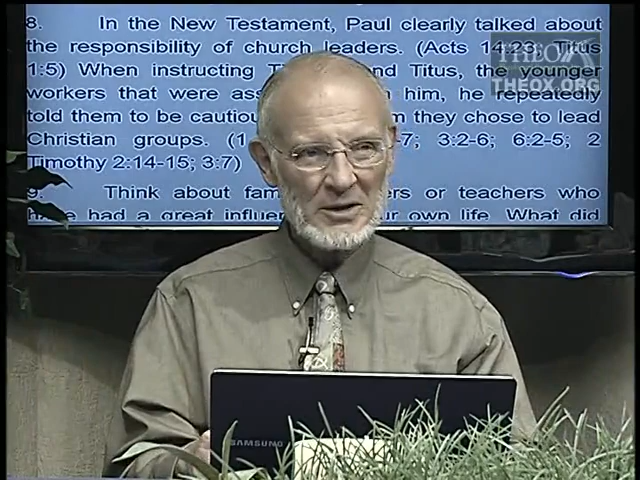 8. In the New Testament, Paul clearly talked about
the responsibility of church leaders. (Acts 14:23; Titus
1:5) When instructing and Titus, the younger
workers that were him, he repeatedly
told them to be they chose to lead
Christian groups. 3:2-6; 6:2-5; 2
Timothy 2:14-15; 3:7)
9. Think about or teachers who
had a great own life. What did
THEOX
THEOX.ORG
SAMSUNG